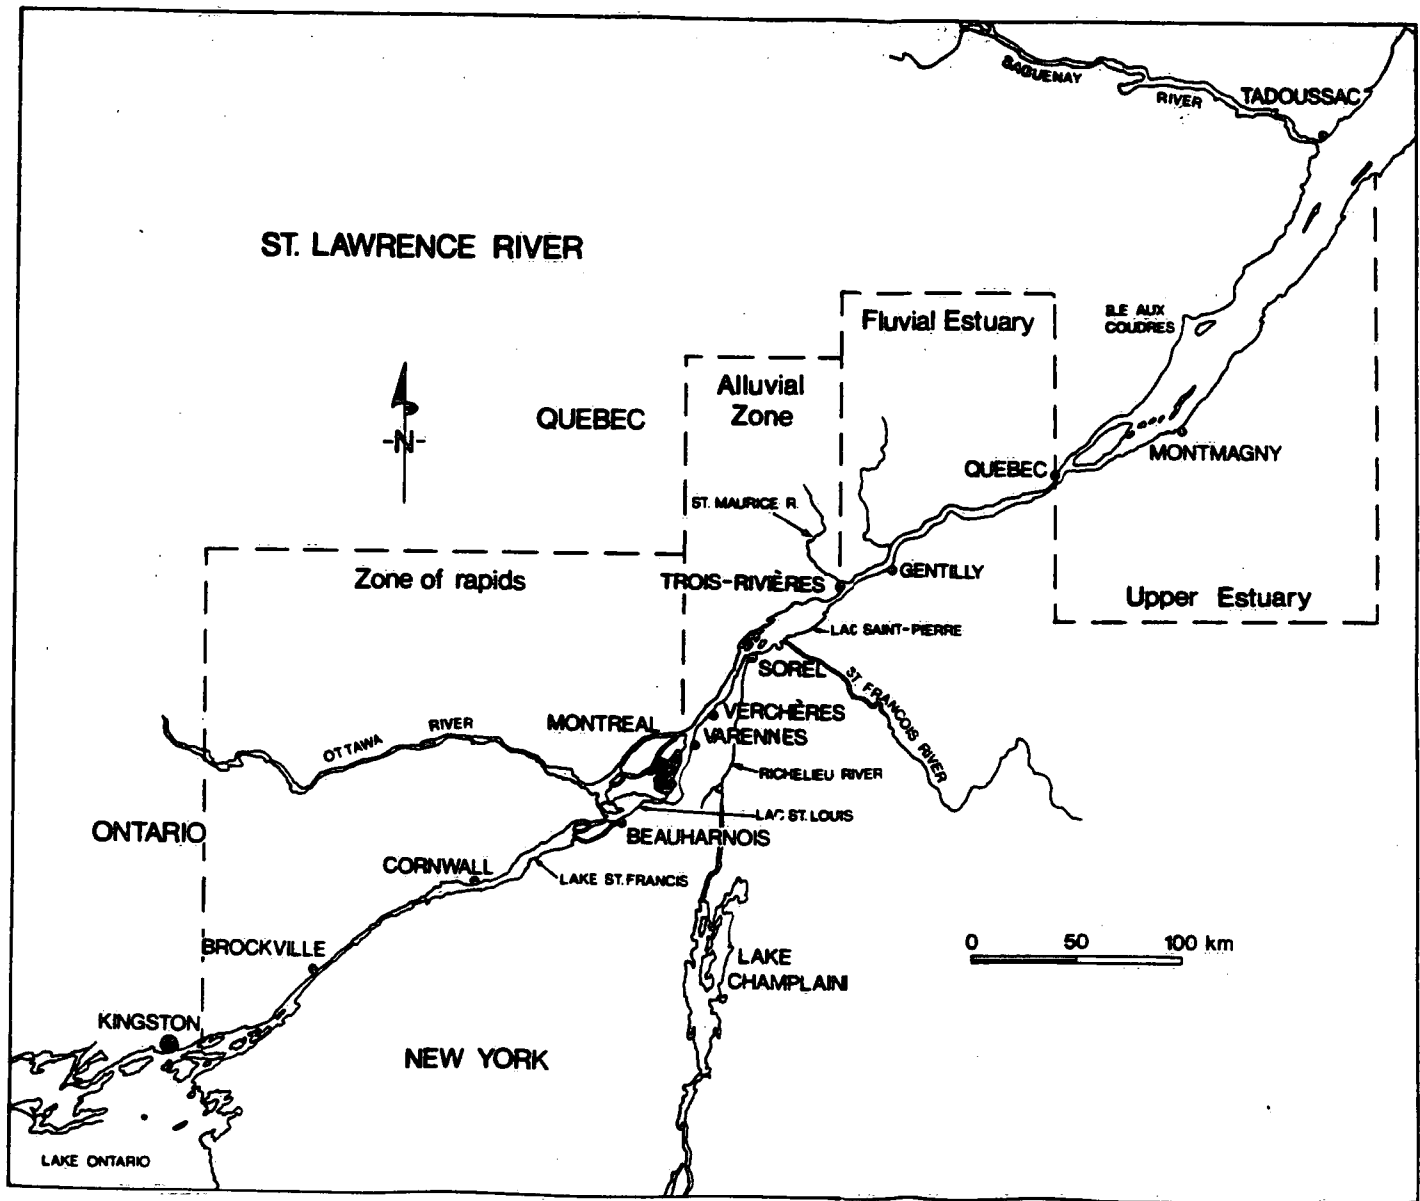 SAGUENAY
RIVER
TADOUSSAC
ST. LAWRENCE RIVER
ILE AUX
COUDRES
Fluvial Estuary
Alluvial
Zone
QUEBEC
-N-
QUEBEC
MONTMAGNY
ST. MAURICE R.
Zone of rapids
TROIS-RIVIÈRES
GENTILLY
Upper Estuary
LAC SAINT-PIERRE
SOREL
ST. FRANCOIS RIVER
MONTREAL
VERCHÈRES
VARENNES
OTTAWA
RIVER
RICHELIEU RIVER
LAC ST. LOUIS
ONTARIO
BEAUHARNOIS
CORNWALL
LAKE ST. FRANCIS
BROCKVILLE
0 50 100 km
LAKE
CHAMPLAIN
KINGSTON
NEW YORK
LAKE ONTARIO